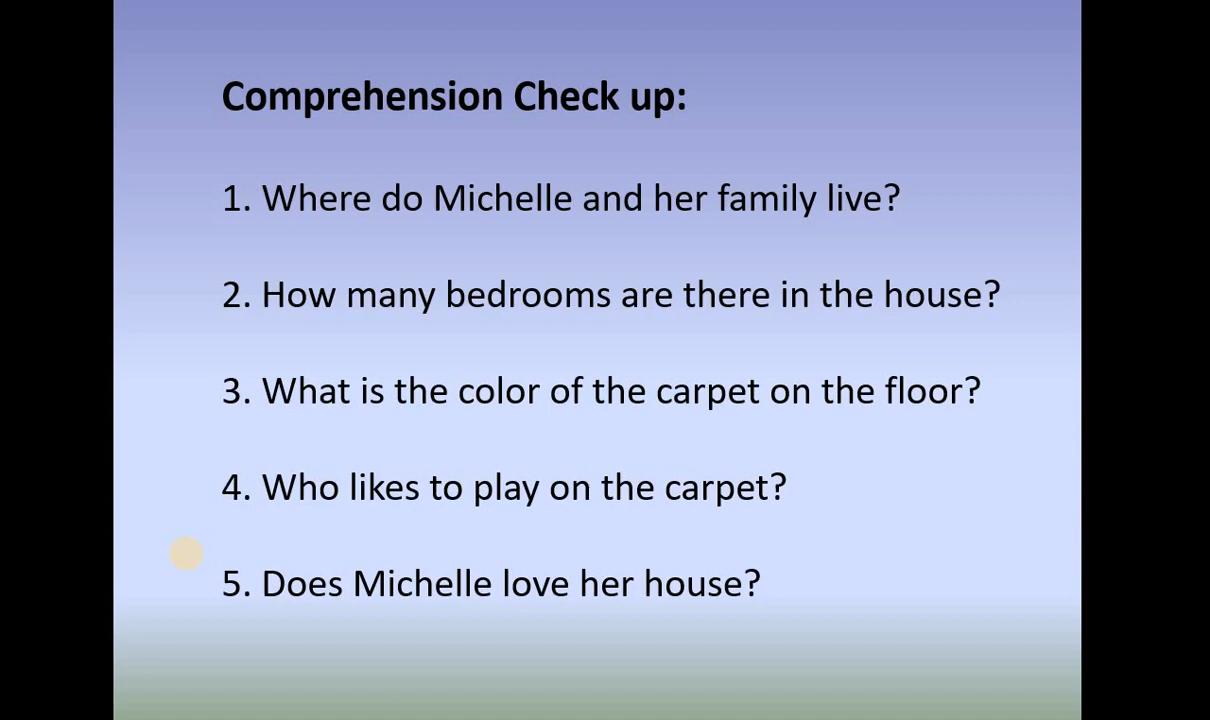 Comprehension Check up:
1. Where do Michelle and her family live?
2. How many bedrooms are there in the house?
3. What is the color of the carpet on the floor?
4. Who likes to play on the carpet?
5. Does Michelle love her house?